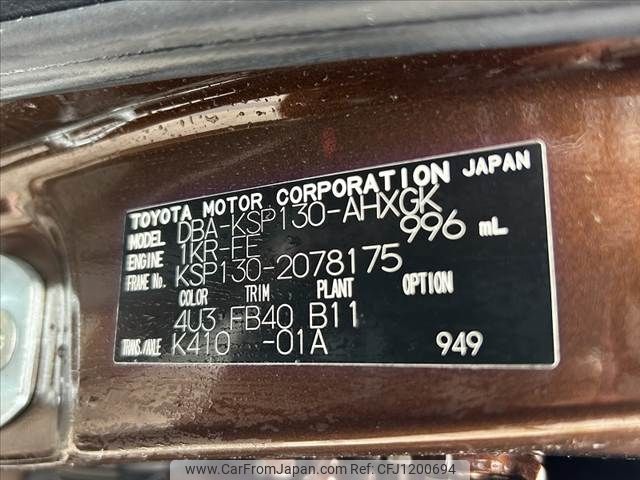 TOYOTA MOTOR CORPORATION JAPAN
MODEL DBA-KSP130-AHXGK
ENGINE 1KR-FE 996 mL
FRAME No. KSP130-2078175
COLOR TRIM PLANT OPTION
4U3 FB40 B11
TRANS./AXLE K410 -01A 949
www.CarFromJapan.com REF: CFJ1200694